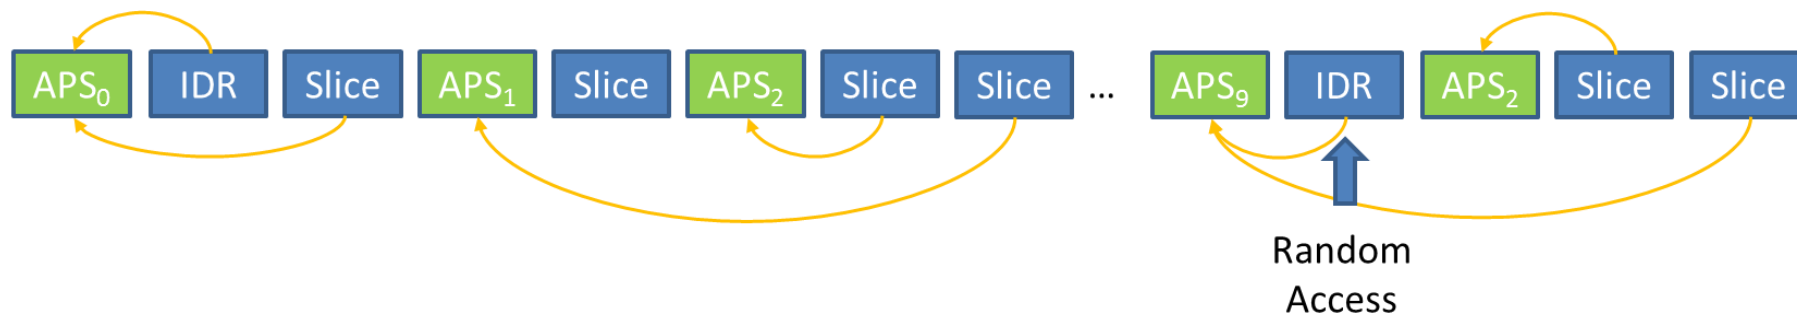 APS₀ IDR Slice APS₁ Slice APS₂ Slice Slice ... APS₉ IDR APS₂ Slice Slice
Random
Access